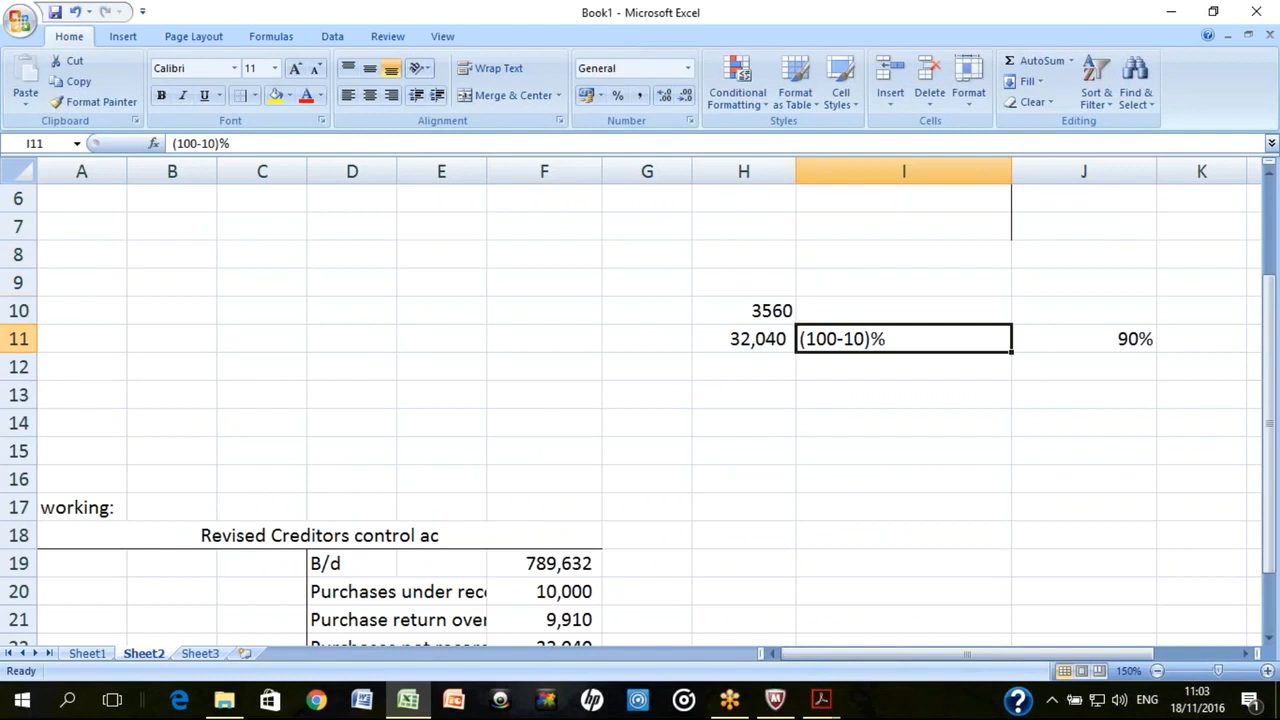 Book1 - Microsoft Excel
Home Insert Page Layout Formulas Data Review View
Paste
Cut
Copy
Format Painter
Clipboard
Calibri 11
B I U
Font
Wrap Text
Merge & Center
Alignment
General
% ,
Number
Conditional Formatting
Format as Table
Cell Styles
Styles
Insert Delete Format
Cells
AutoSum
Fill
Clear
Sort & Filter
Find & Select
Editing
I11 fx (100-10)%
A B C D E F G H I J K
6
7
8
9
10 3560
11 32,040 (100-10)% 90%
12
13
14
15
16
17 working:
18 Revised Creditors control ac
19 B/d 789,632
20 Purchases under rec 10,000
21 Purchase return over 9,910
Sheet1 Sheet2 Sheet3
Ready 150%
ENG 11:03
18/11/2016